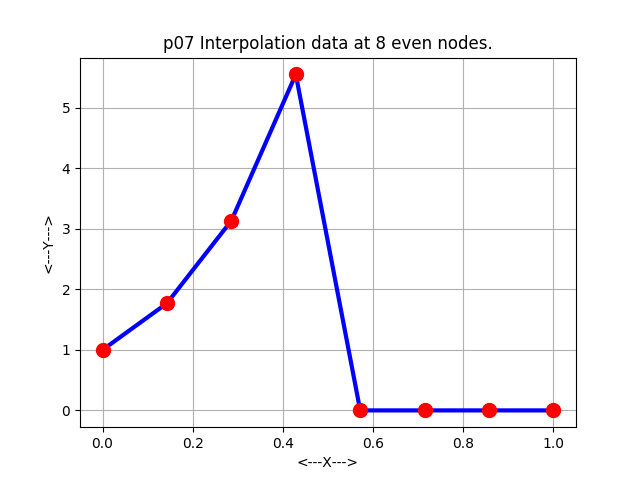 p07 Interpolation data at 8 even nodes.
<---Y--->
5
4
3
2
1
0
0.0 0.2 0.4 0.6 0.8 1.0
<---X--->